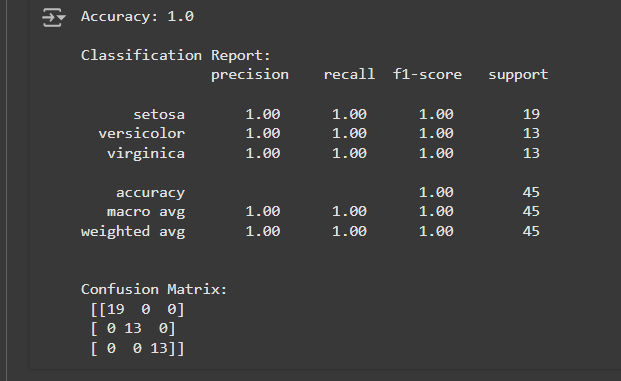 Accuracy: 1.0
Classification Report:
precision recall f1-score support
setosa 1.00 1.00 1.00 19
versicolor 1.00 1.00 1.00 13
virginica 1.00 1.00 1.00 13
accuracy 1.00 45
macro avg 1.00 1.00 1.00 45
weighted avg 1.00 1.00 1.00 45
Confusion Matrix:
[[19 0 0]
[ 0 13 0]
[ 0 0 13]]